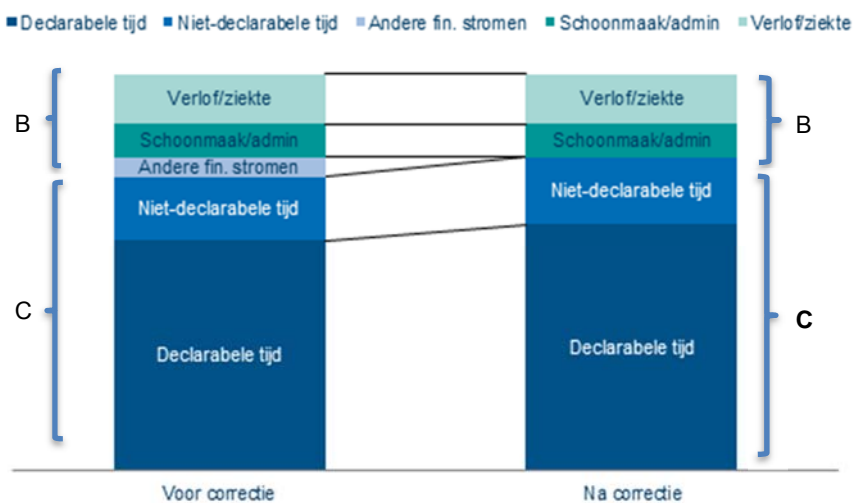 Declarabele tijd Niet-declarabele tijd Andere fin. stromen Schoonmaak/admin Verlof/ziekte
B
Verlof/ziekte
Schoonmaak/admin
Andere fin. stromen
Niet-declarabele tijd
C
Declarabele tijd
Voor correctie
Verlof/ziekte
B
Schoonmaak/admin
Niet-declarabele tijd
C
Declarabele tijd
Na correctie